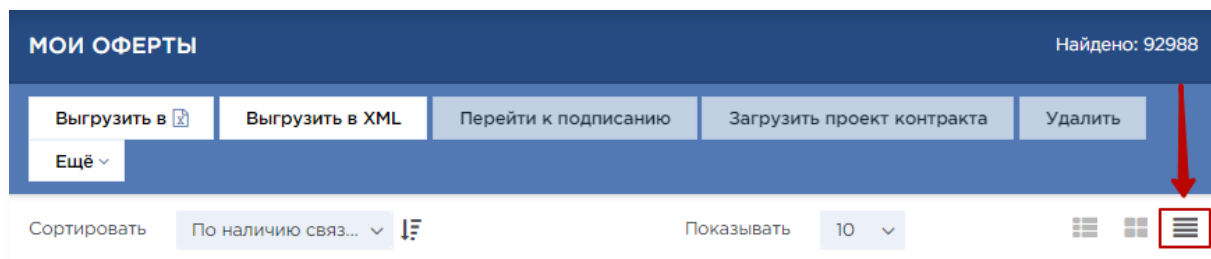 МОИ ОФЕРТЫ Найдено: 92988
Выгрузить в Выгрузить в XML Перейти к подписанию Загрузить проект контракта Удалить
Ещё
Сортировать По наличию связ... Показывать 10